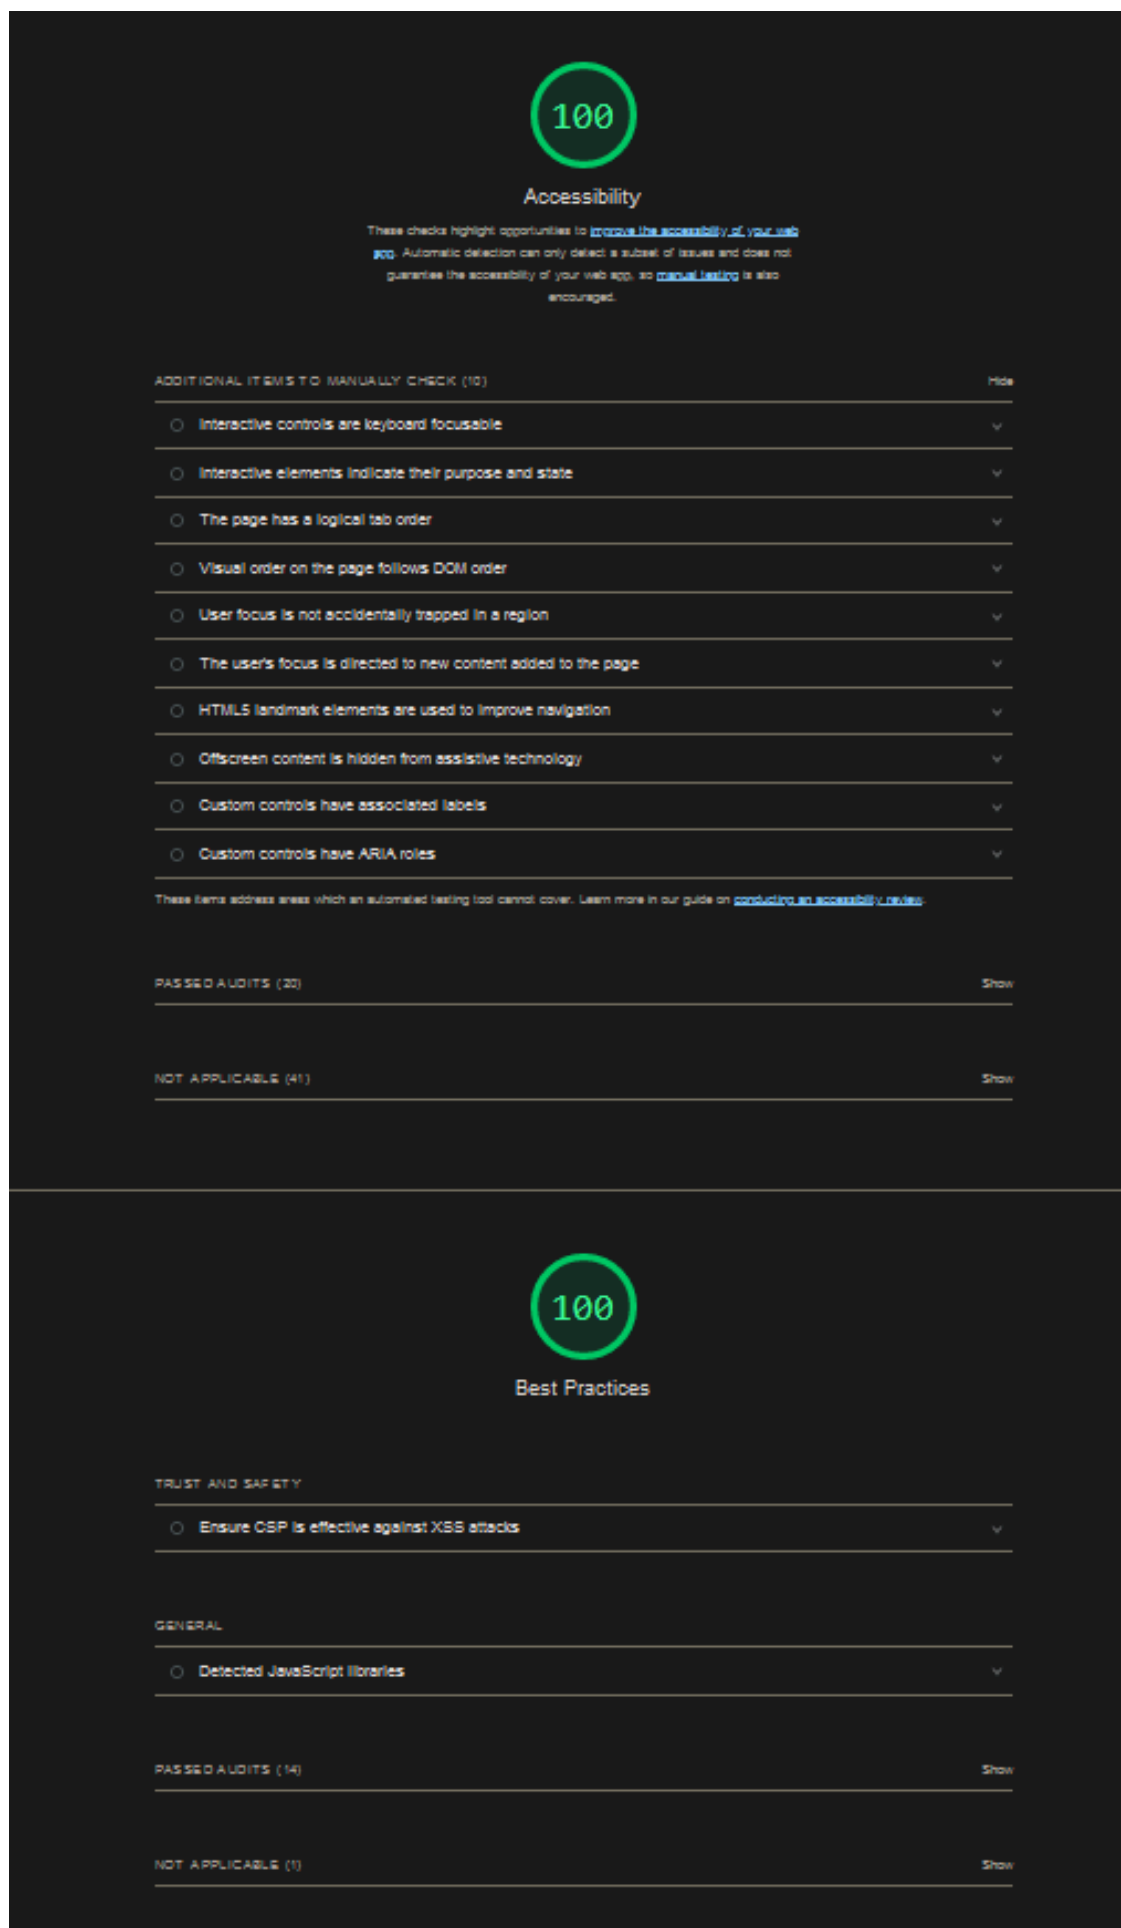 100
Accessibility
These checks highlight opportunities to improve the accessibility of your web
app. Automatic detection can only detect a subset of issues and does not
guarantee the accessibility of your web app, so manual testing is also
encouraged.
ADDITIONAL ITEMS TO MANUALLY CHECK (10)
Hide
Interactive controls are keyboard focusable
Interactive elements indicate their purpose and state
The page has a logical tab order
Visual order on the page follows DOM order
User focus is not accidentally trapped in a region
The user's focus is directed to new content added to the page
HTML5 landmark elements are used to improve navigation
Offscreen content is hidden from assistive technology
Custom controls have associated labels
Custom controls have ARIA roles
These items address areas which an automated testing tool cannot cover. Learn more in our guide on conducting an accessibility review.
PASSED AUDITS (20)
Show
NOT APPLICABLE (41)
Show
100
Best Practices
TRUST AND SAFETY
Ensure CSP is effective against XSS attacks
GENERAL
Detected JavaScript libraries
PASSED AUDITS (14)
Show
NOT APPLICABLE (1)
Show